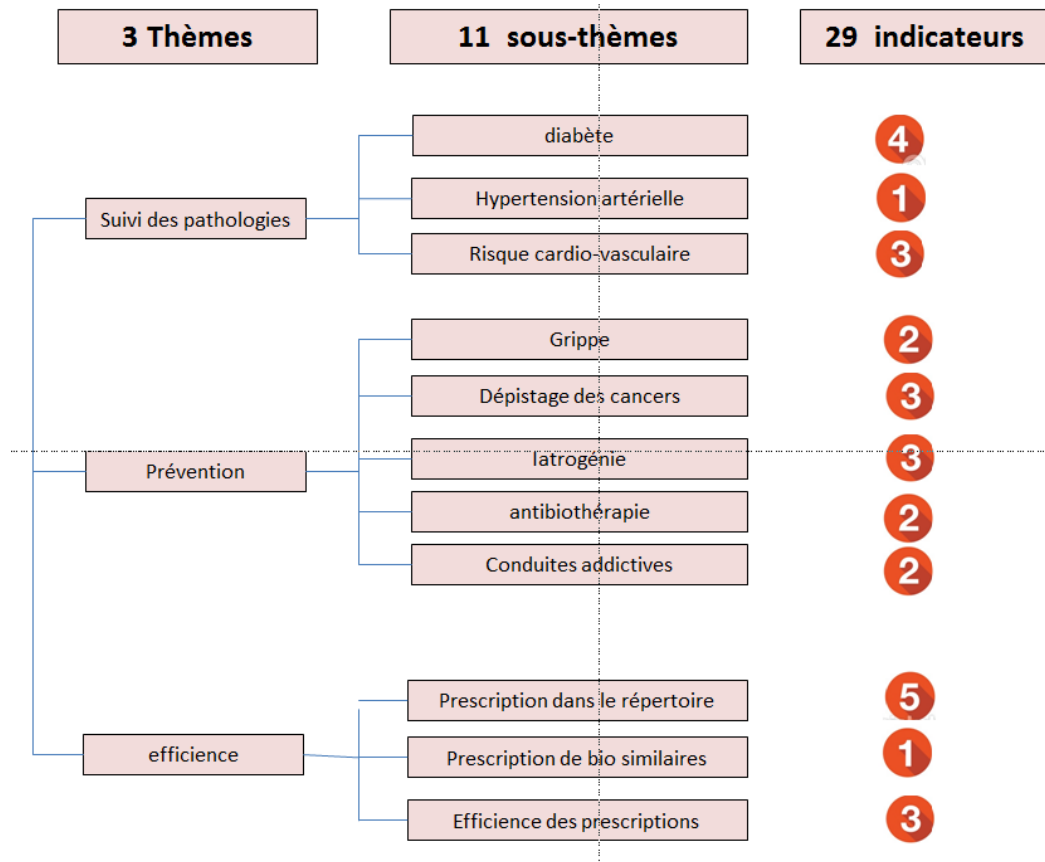 3 Thèmes
11 sous-thèmes
29 indicateurs
Suivi des pathologies
diabète
4
Hypertension artérielle
1
Risque cardio-vasculaire
3
Prévention
Grippe
2
Dépistage des cancers
3
Iatrogénie
3
antibiothérapie
2
Conduites addictives
2
efficience
Prescription dans le répertoire
5
Prescription de bio similaires
1
Efficience des prescriptions
3